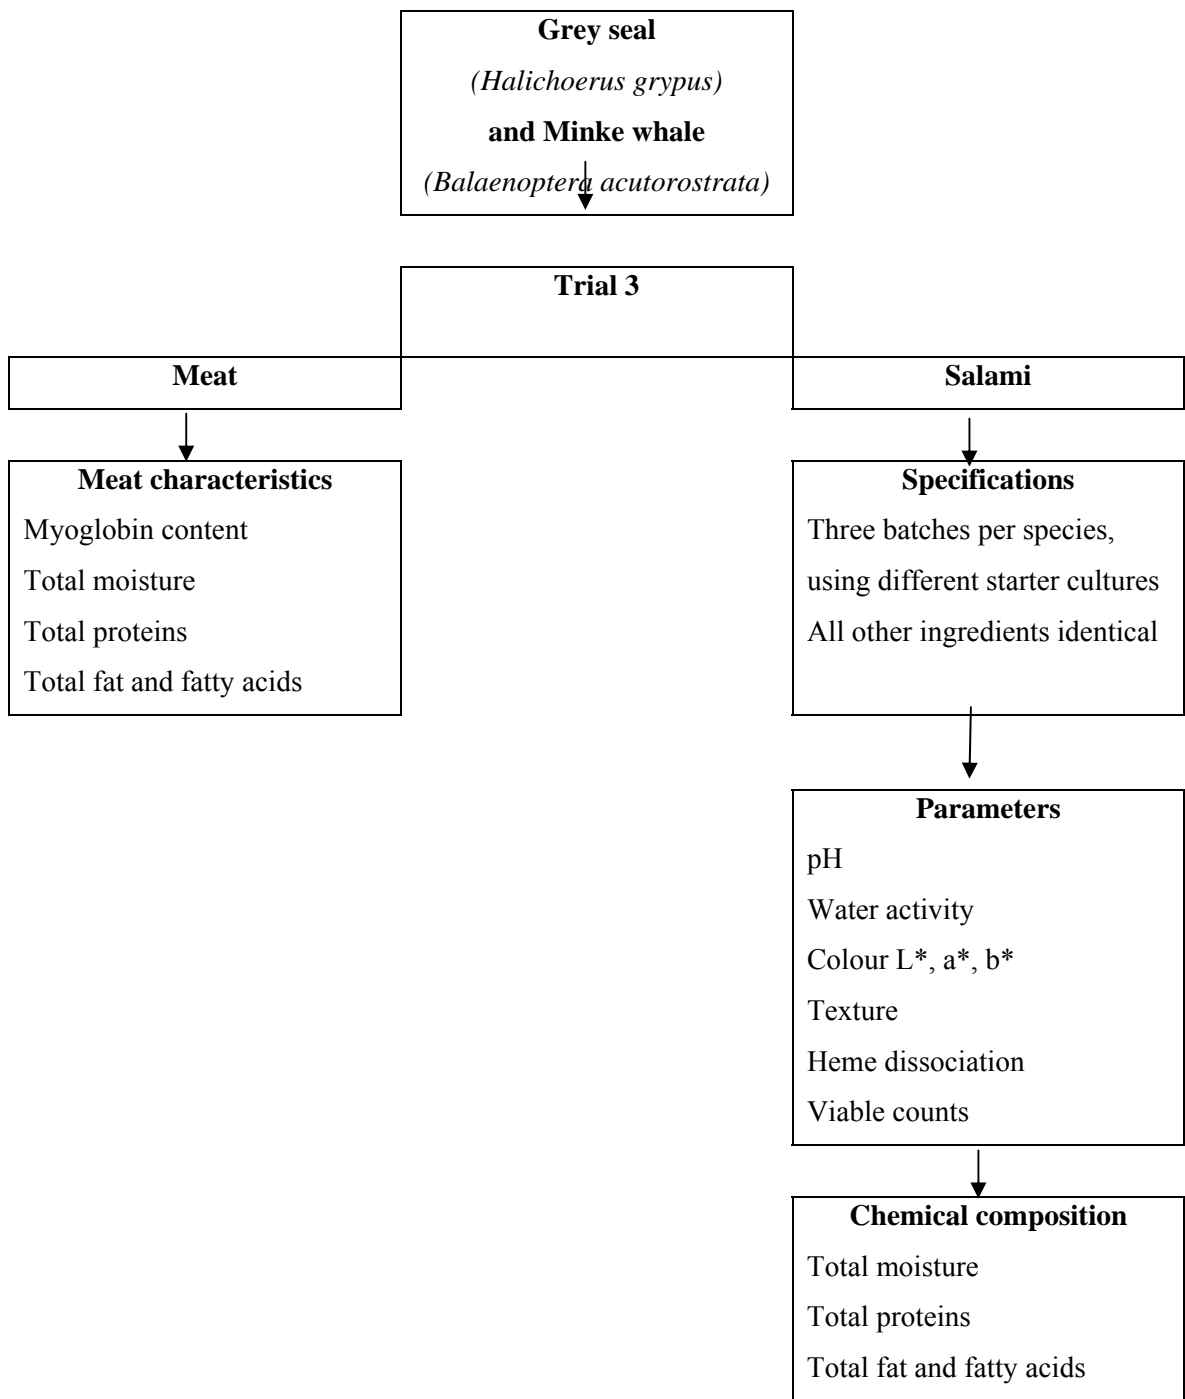 Grey seal
(Halichoerus grypus)
and Minke whale
(Balaenoptera acutorostrata)
Trial 3
Meat
Salami
Meat characteristics
Myoglobin content
Total moisture
Total proteins
Total fat and fatty acids
Specifications
Three batches per species,
using different starter cultures
All other ingredients identical
Parameters
pH
Water activity
Colour L*, a*, b*
Texture
Heme dissociation
Viable counts
Chemical composition
Total moisture
Total proteins
Total fat and fatty acids